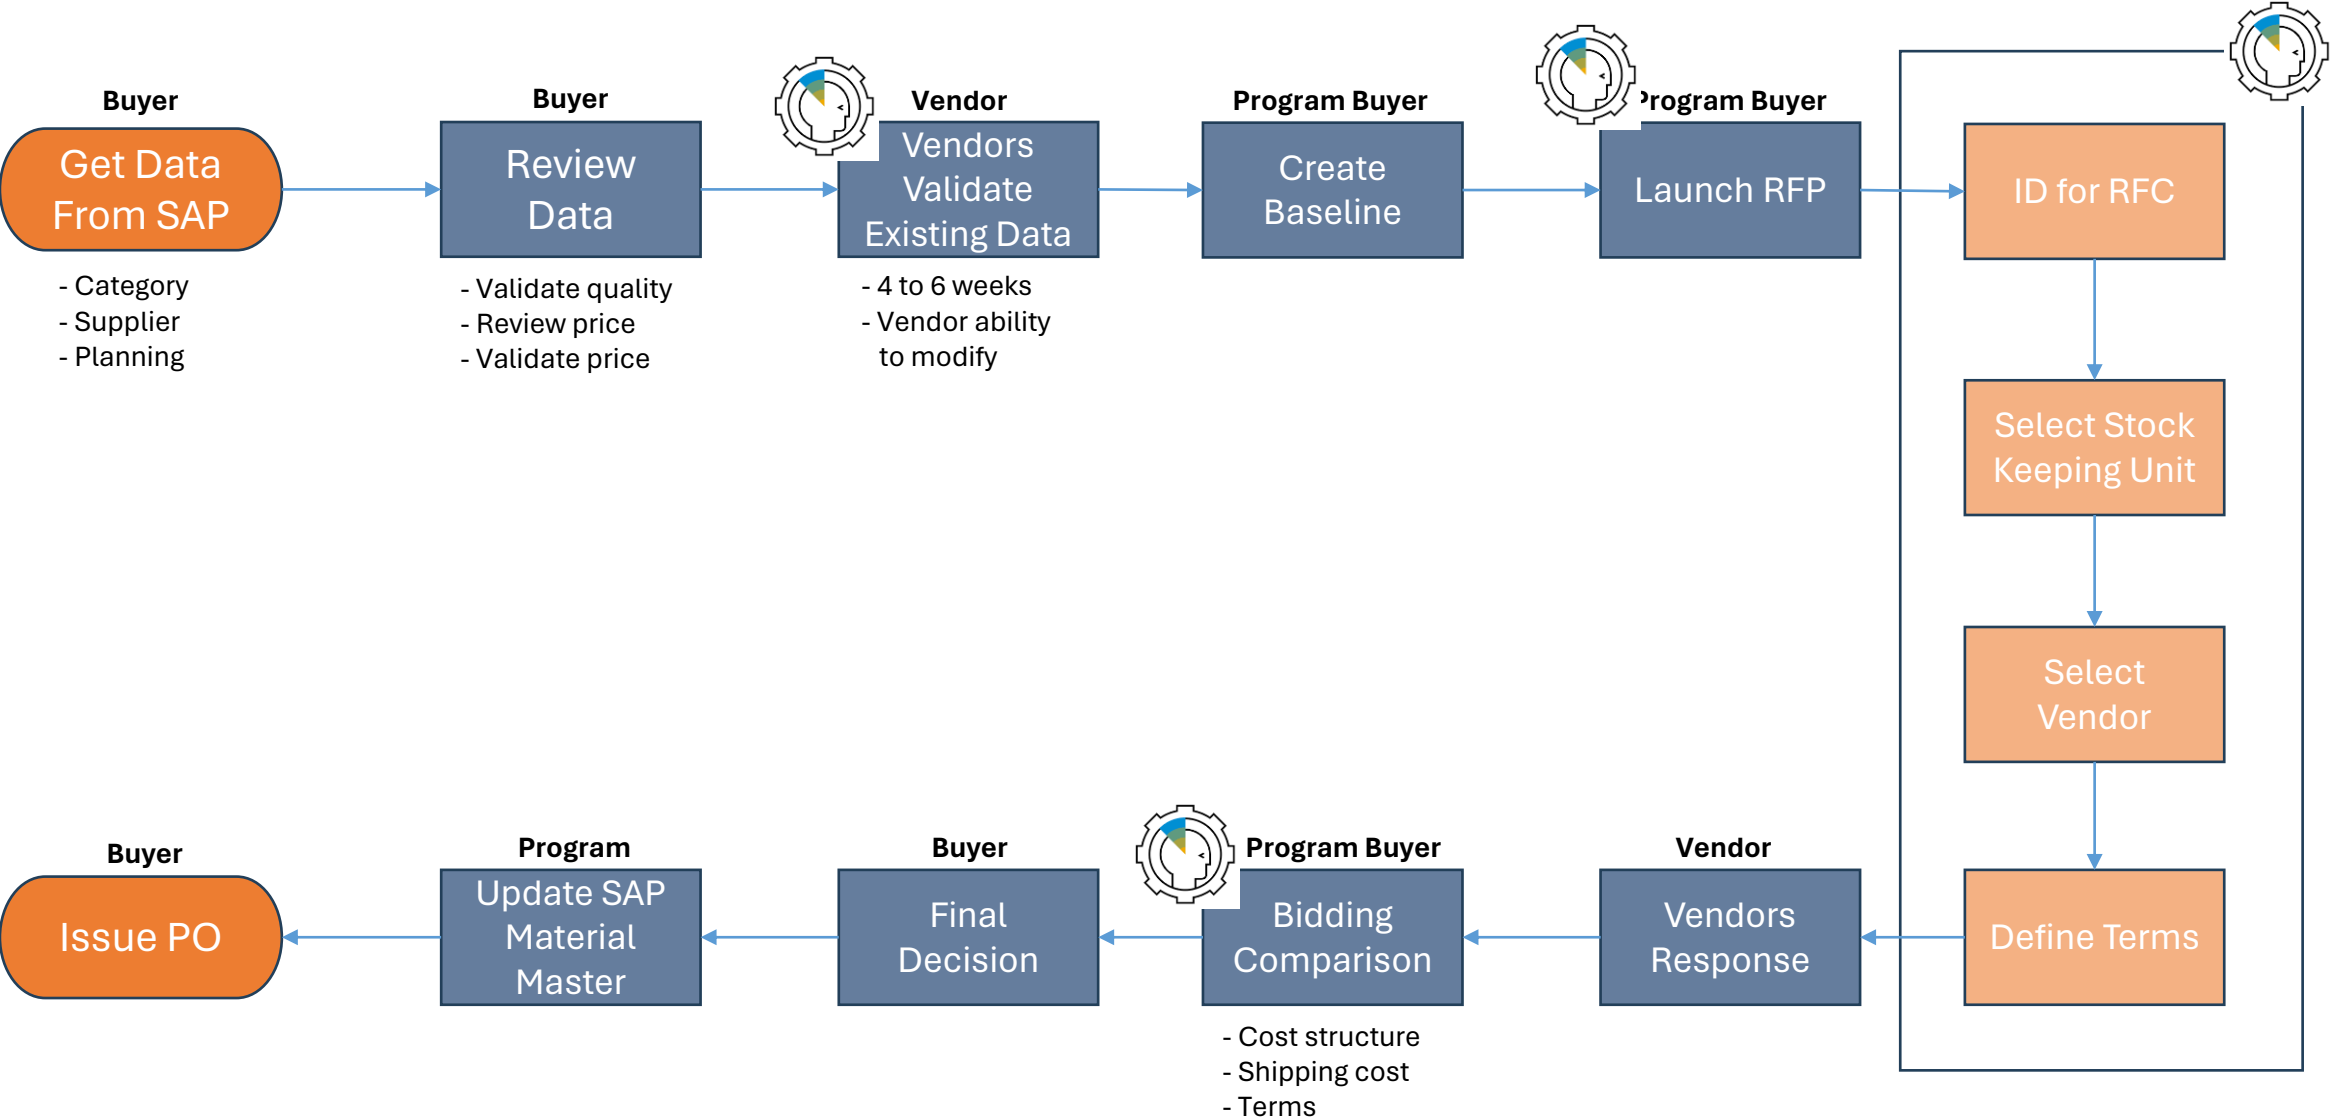 Buyer
Get Data
From SAP
- Category
- Supplier
- Planning
Buyer
Review
Data
- Validate quality
- Review price
- Validate price
Vendor
Vendors
Validate
Existing Data
- 4 to 6 weeks
- Vendor ability
to modify
Program Buyer
Create
Baseline
Program Buyer
Launch RFP
ID for RFC
Select Stock
Keeping Unit
Select
Vendor
Define Terms
Vendor
Vendors
Response
Program Buyer
Bidding
Comparison
- Cost structure
- Shipping cost
- Terms
Buyer
Final
Decision
Program
Update SAP
Material
Master
Buyer
Issue PO